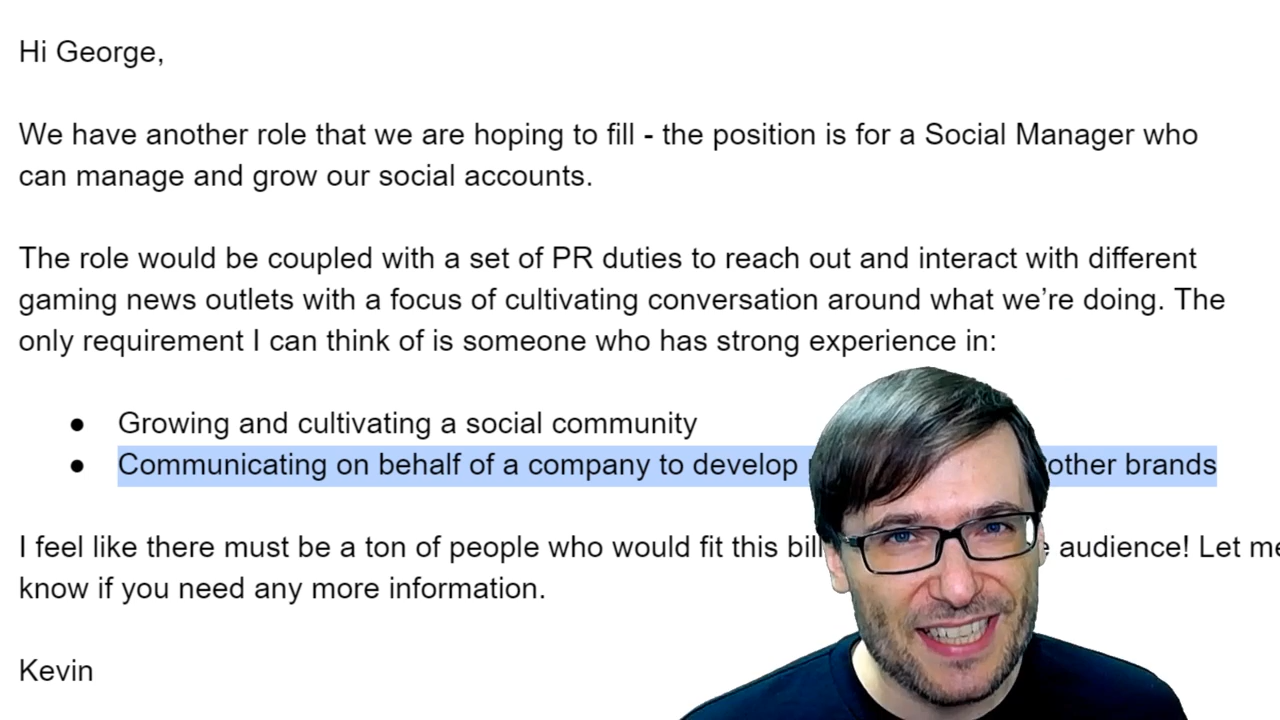 Hi George,
We have another role that we are hoping to fill - the position is for a Social Manager who
can manage and grow our social accounts.
The role would be coupled with a set of PR duties to reach out and interact with different
gaming news outlets with a focus of cultivating conversation around what we’re doing. The
only requirement I can think of is someone who has strong experience in:
● Growing and cultivating a social community
● Communicating on behalf of a company to develop other brands
I feel like there must be a ton of people who would fit this bill audience! Let me
know if you need any more information.
Kevin